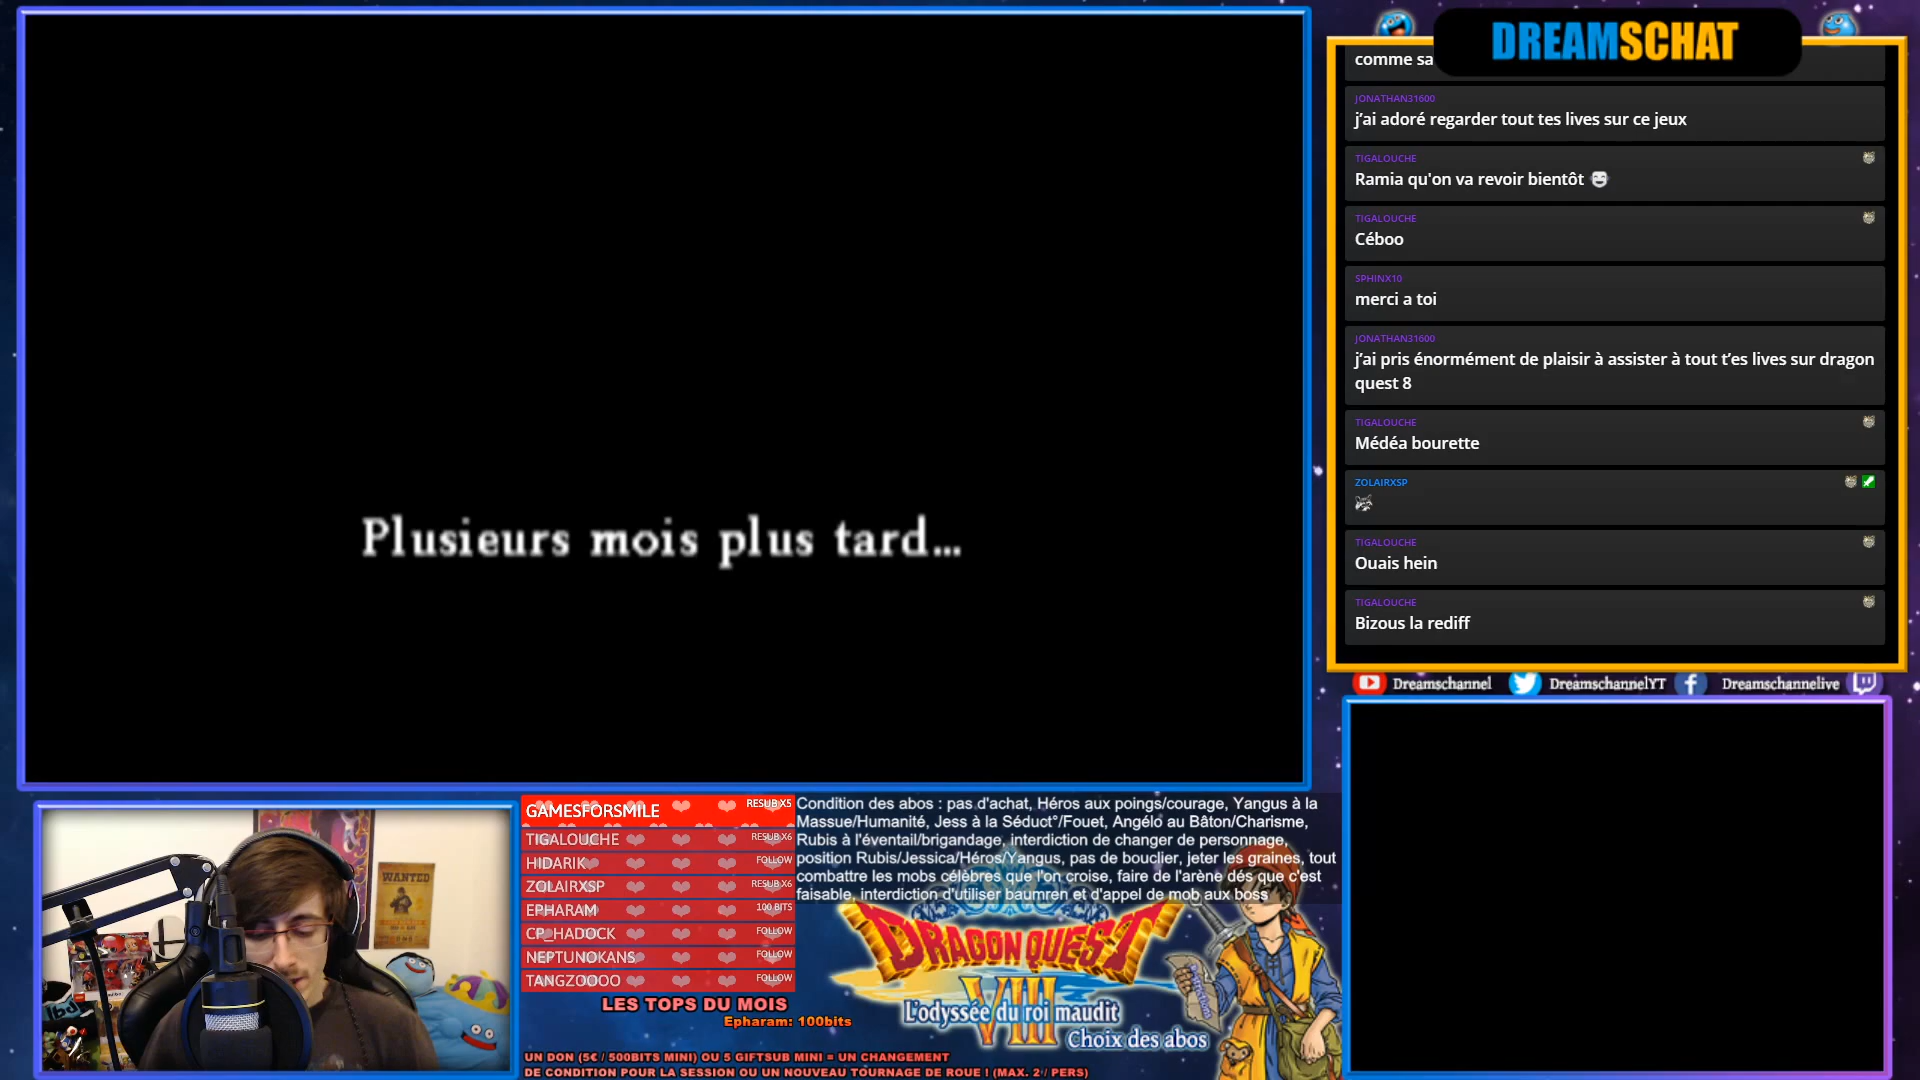 Plusieurs mois plus tard...
DREAMSCHAT
comme sa
JONATHAN31600
j'ai adoré regarder tout tes lives sur ce jeux
TIGALOUCHE
Ramia qu'on va revoir bientôt
TIGALOUCHE
Céboo
SPHINX10
merci a toi
JONATHAN31600
j'ai pris énormément de plaisir à assister à tout t'es lives sur dragon
quest 8
TIGALOUCHE
Médéa bourette
ZOLAIRXSP
TIGALOUCHE
Ouais hein
TIGALOUCHE
Bizous la rediff
Dreamschannel DreamschannelYT Dreamschannelive
WANTED
GAMESFORSMILE RESUB X5
TIGALOUCHE RESUB X6
HIDARIK FOLLOW
ZOLAIRXSP RESUB X6
EPHARAM 100 BITS
CP_HADOCK FOLLOW
NEPTUNOKANS FOLLOW
TANGZOOOO FOLLOW
LES TOPS DU MOIS
Epharam: 100bits
Condition des abos : pas d'achat, Héros aux poings/courage, Yangus à la
Massue/Humanité, Jess à la Séduct°/Fouet, Angélo au Bâton/Charisme,
Rubis à l'éventail/brigandage, interdiction de changer de personnage,
position Rubis/Jessica/Héros/Yangus, pas de bouclier, jeter les graines, tout
combattre les mobs célèbres que l'on croise, faire de l'arène dés que c'est
faisable, interdiction d'utiliser baumren et d'appel de mob aux boss
DRAGON QUEST
VIII
L'odyssée du roi maudit
Choix des abos
UN DON (5€ / 500BITS MINI) OU 5 GIFTSUB MINI = UN CHANGEMENT
DE CONDITION POUR LA SESSION OU UN NOUVEAU TOURNAGE DE ROUE ! (MAX. 2 / PERS)